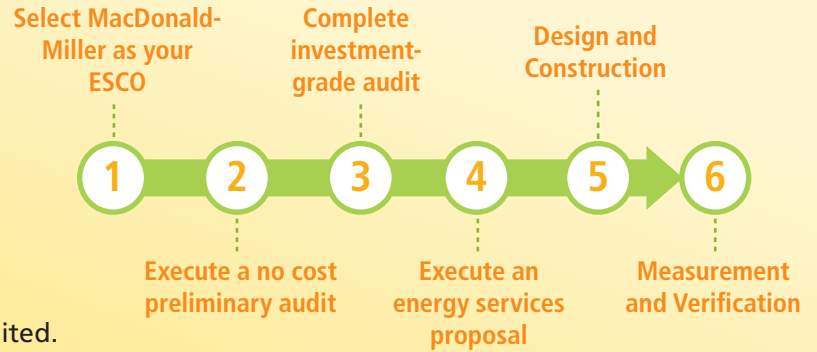 Select MacDonald-
Miller as your
ESCO
Complete
investment-
grade audit
Design and
Construction
1
2
3
4
5
6
Execute a no cost
preliminary audit
Execute an
energy services
proposal
Measurement
and Verification
ited.